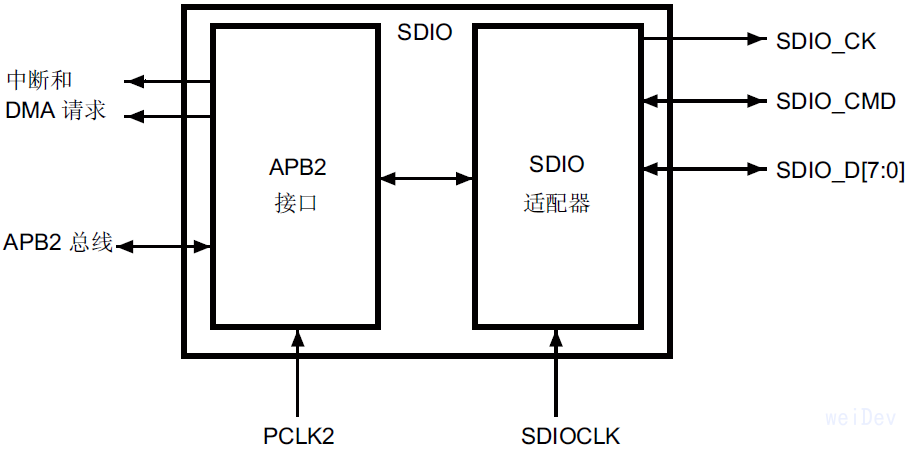 SDIO
SDIO_CK
中断和
DMA 请求
SDIO_CMD
APB2
接口
SDIO
适配器
SDIO_D[7:0]
APB2 总线
PCLK2
SDIOCLK
weiDev